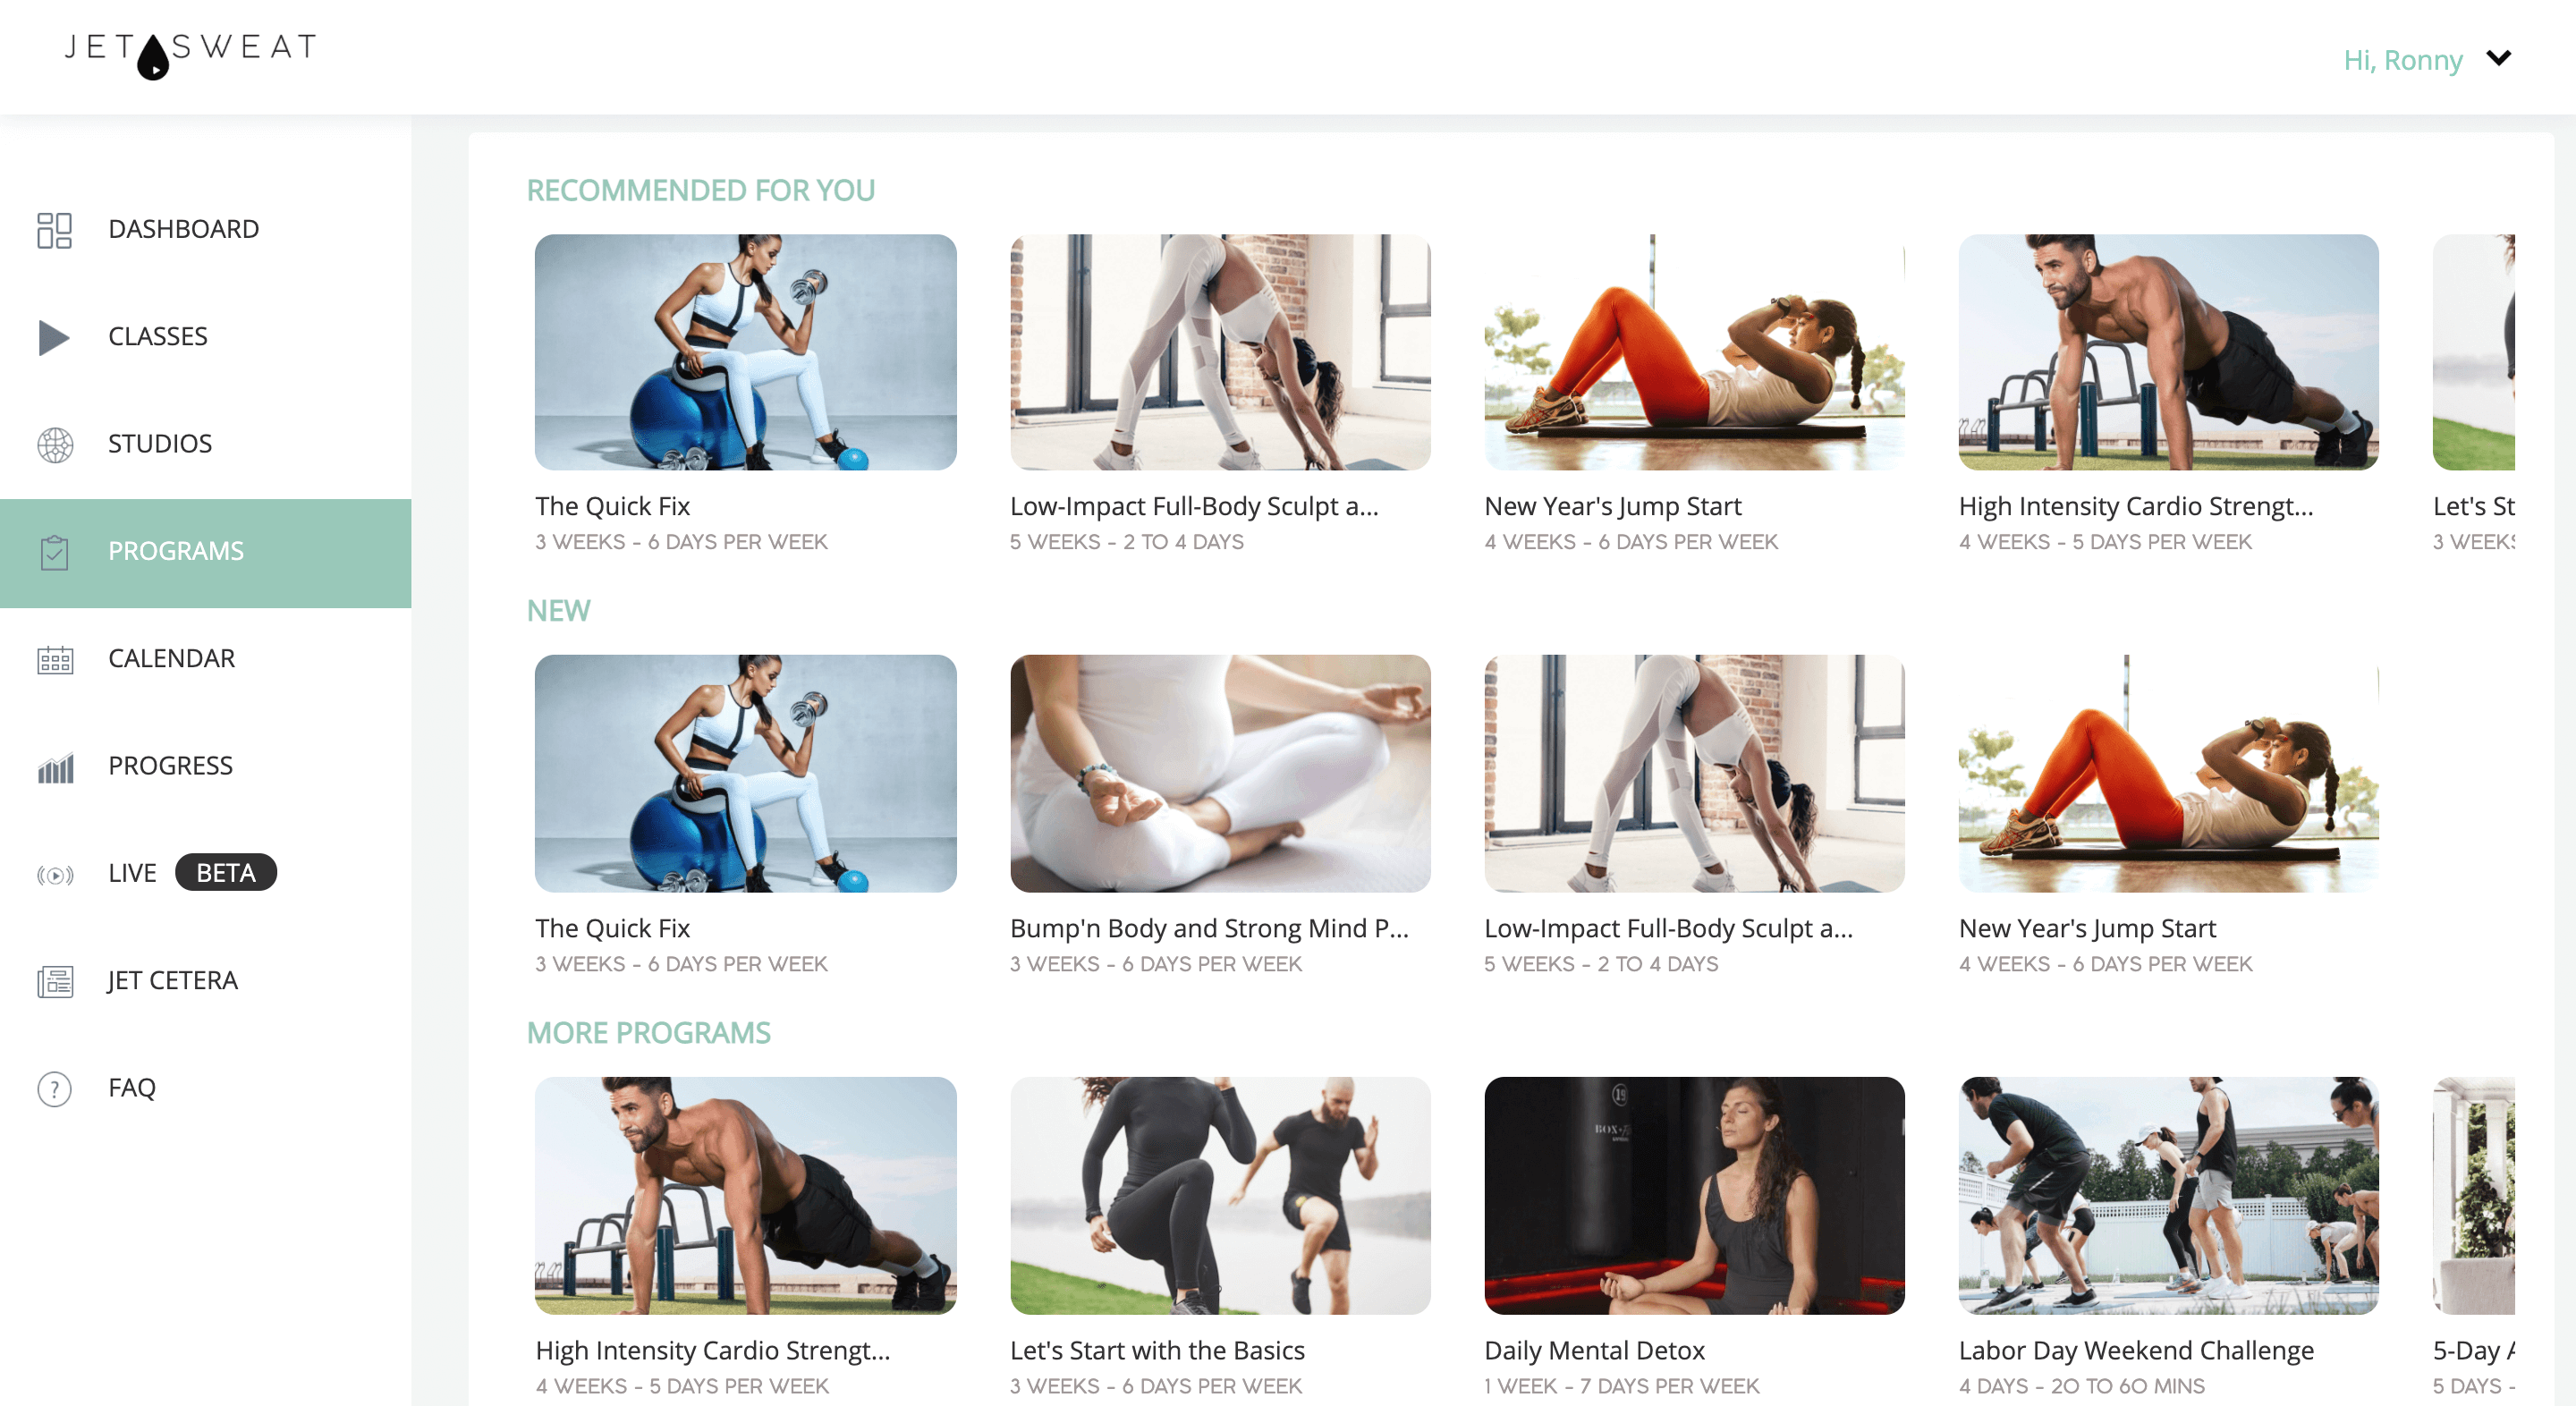 JET SWEAT
Hi, Ronny
DASHBOARD
CLASSES
STUDIOS
PROGRAMS
CALENDAR
PROGRESS
LIVE BETA
JET CETERA
FAQ
RECOMMENDED FOR YOU
The Quick Fix
3 WEEKS - 6 DAYS PER WEEK
Low-Impact Full-Body Sculpt a...
5 WEEKS - 2 TO 4 DAYS
New Year's Jump Start
4 WEEKS - 6 DAYS PER WEEK
High Intensity Cardio Strengt...
4 WEEKS - 5 DAYS PER WEEK
Let's St
3 WEEKS
NEW
The Quick Fix
3 WEEKS - 6 DAYS PER WEEK
Bump'n Body and Strong Mind P...
3 WEEKS - 6 DAYS PER WEEK
Low-Impact Full-Body Sculpt a...
5 WEEKS - 2 TO 4 DAYS
New Year's Jump Start
4 WEEKS - 6 DAYS PER WEEK
MORE PROGRAMS
19
BOX
High Intensity Cardio Strengt...
4 WEEKS - 5 DAYS PER WEEK
Let's Start with the Basics
3 WEEKS - 6 DAYS PER WEEK
Daily Mental Detox
1 WEEK - 7 DAYS PER WEEK
Labor Day Weekend Challenge
4 DAYS - 20 TO 60 MINS
5-Day A
5 DAYS -